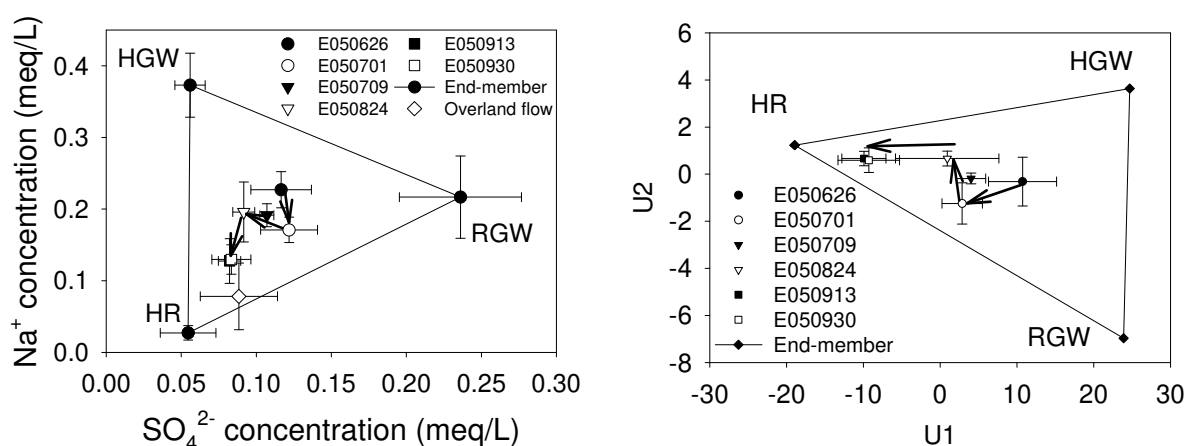 Na+ concentration (meq/L)
0.4
0.3
0.2
0.1
0.0
HGW
RGW
HR
E050626
E050701
E050709
E050824
E050913
E050930
End-member
Overland flow
0.00 0.05 0.10 0.15 0.20 0.25 0.30
SO4 2- concentration (meq/L)
U2
6
4
2
0
-2
-4
-6
-8
HR
HGW
RGW
E050626
E050701
E050709
E050824
E050913
E050930
End-member
-30 -20 -10 0 10 20 30
U1